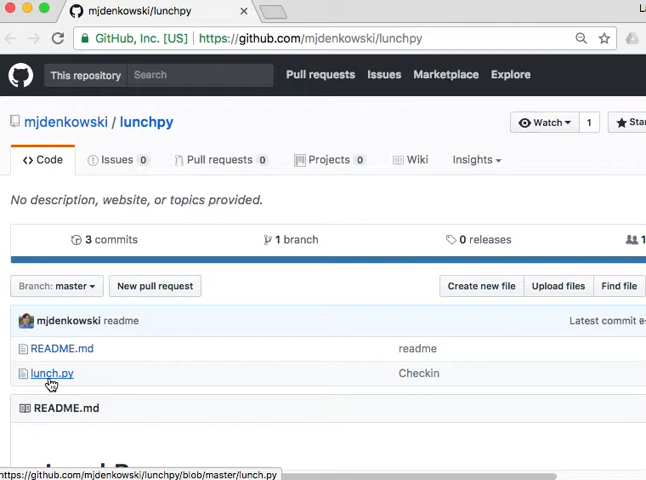 mjdenkowski/lunchpy
GitHub, Inc. [US] https://github.com/mjdenkowski/lunchpy
This repository Search Pull requests Issues Marketplace Explore
mjdenkowski / lunchpy
Watch 1
Code Issues 0 Pull requests 0 Projects 0 Wiki Insights
No description, website, or topics provided.
3 commits 1 branch 0 releases
Branch: master New pull request Create new file Upload files Find file
mjdenkowski readme Latest commit
README.md readme
lunch.py Checkin
README.md
https://github.com/mjdenkowski/lunchpy/blob/master/lunch.py